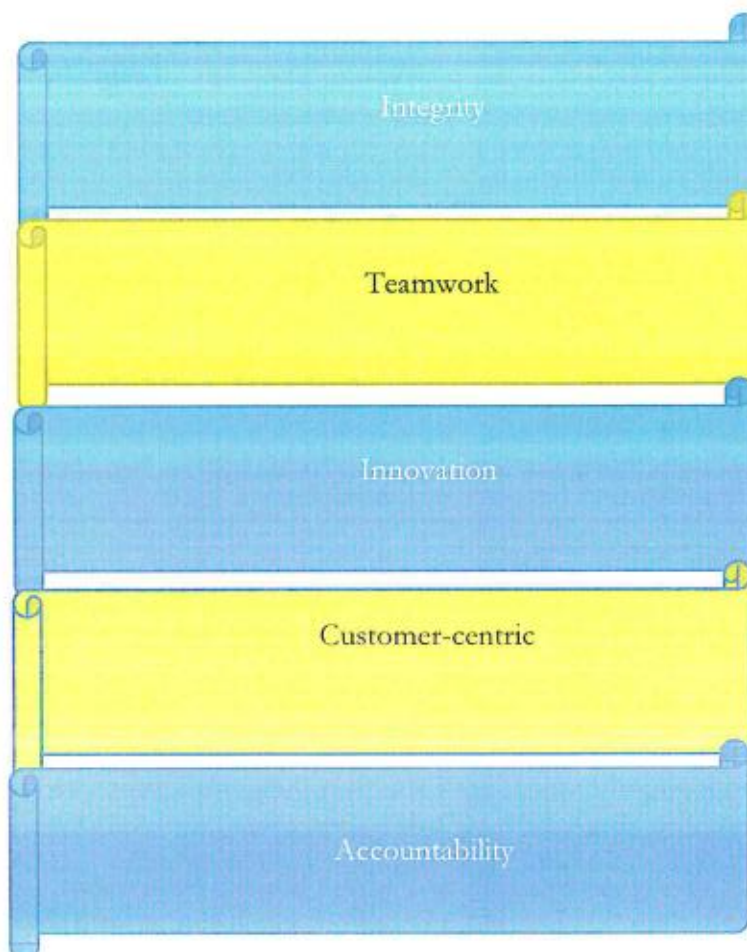 Integrity
Teamwork
Innovation
Customer-centric
Accountability